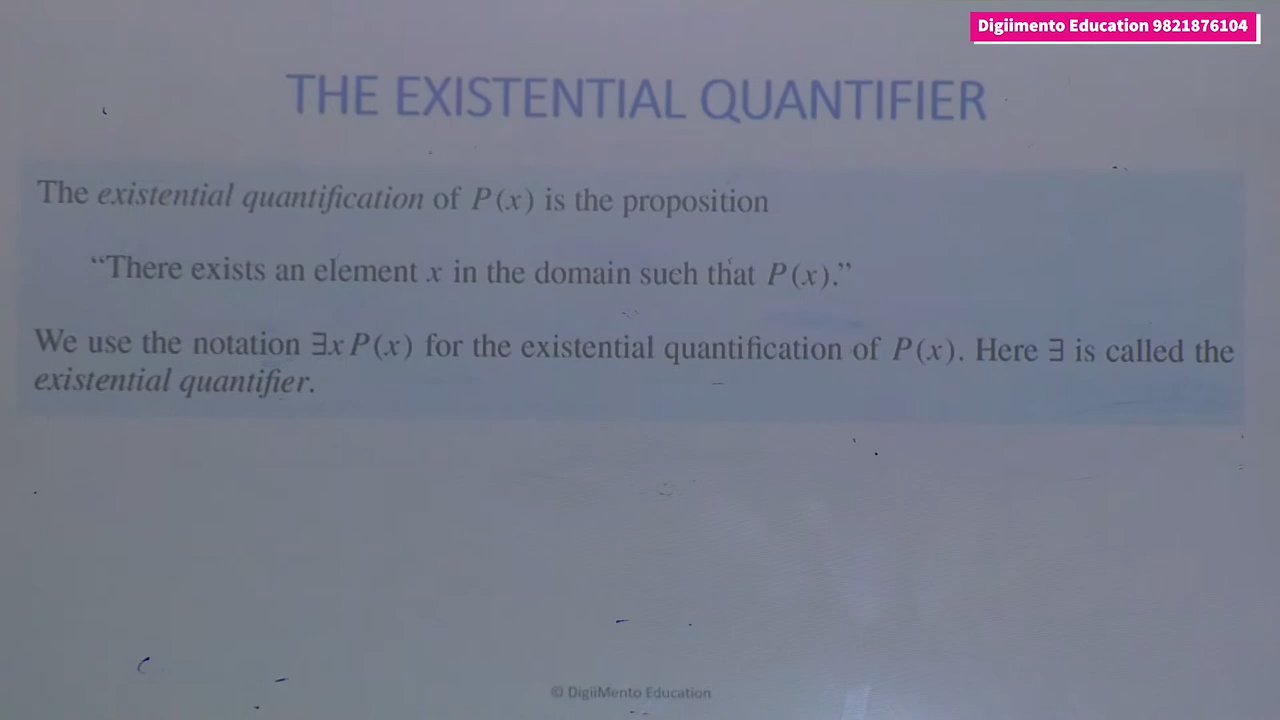 Digiimento Education 9821876104
THE EXISTENTIAL QUANTIFIER
The existential quantification of P(x) is the proposition
“There exists an element x in the domain such that P(x).”
We use the notation ∃x P(x) for the existential quantification of P(x). Here ∃ is called the
existential quantifier.
© DigiiMento Education